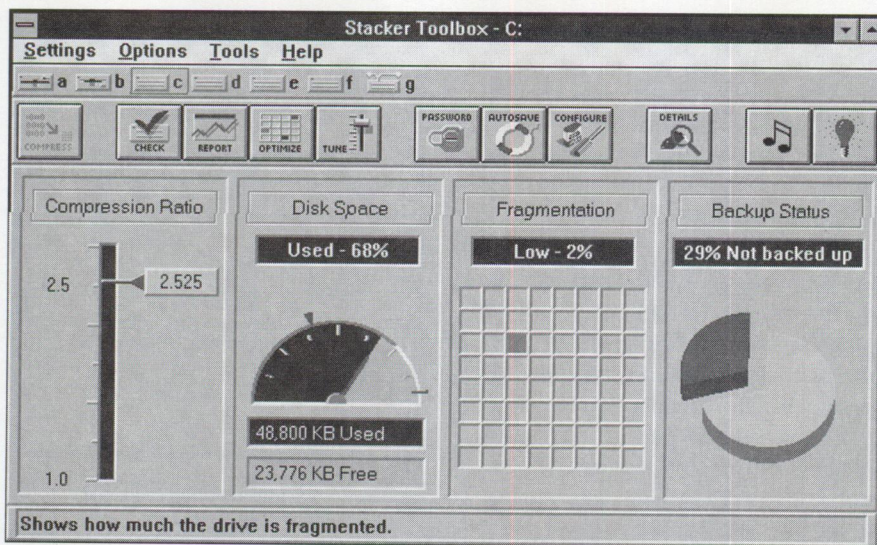 Stacker Toolbox - C:
Settings Options Tools Help
a b c d e f g
COMPRESS CHECK REPORT OPTIMIZE TUNE PASSWORD AUTOSAVE CONFIGURE DETAILS
Compression Ratio
2.5
2.525
1.0
Disk Space
Used - 68%
48,800 KB Used
23,776 KB Free
Fragmentation
Low - 2%
Backup Status
29% Not backed up
Shows how much the drive is fragmented.